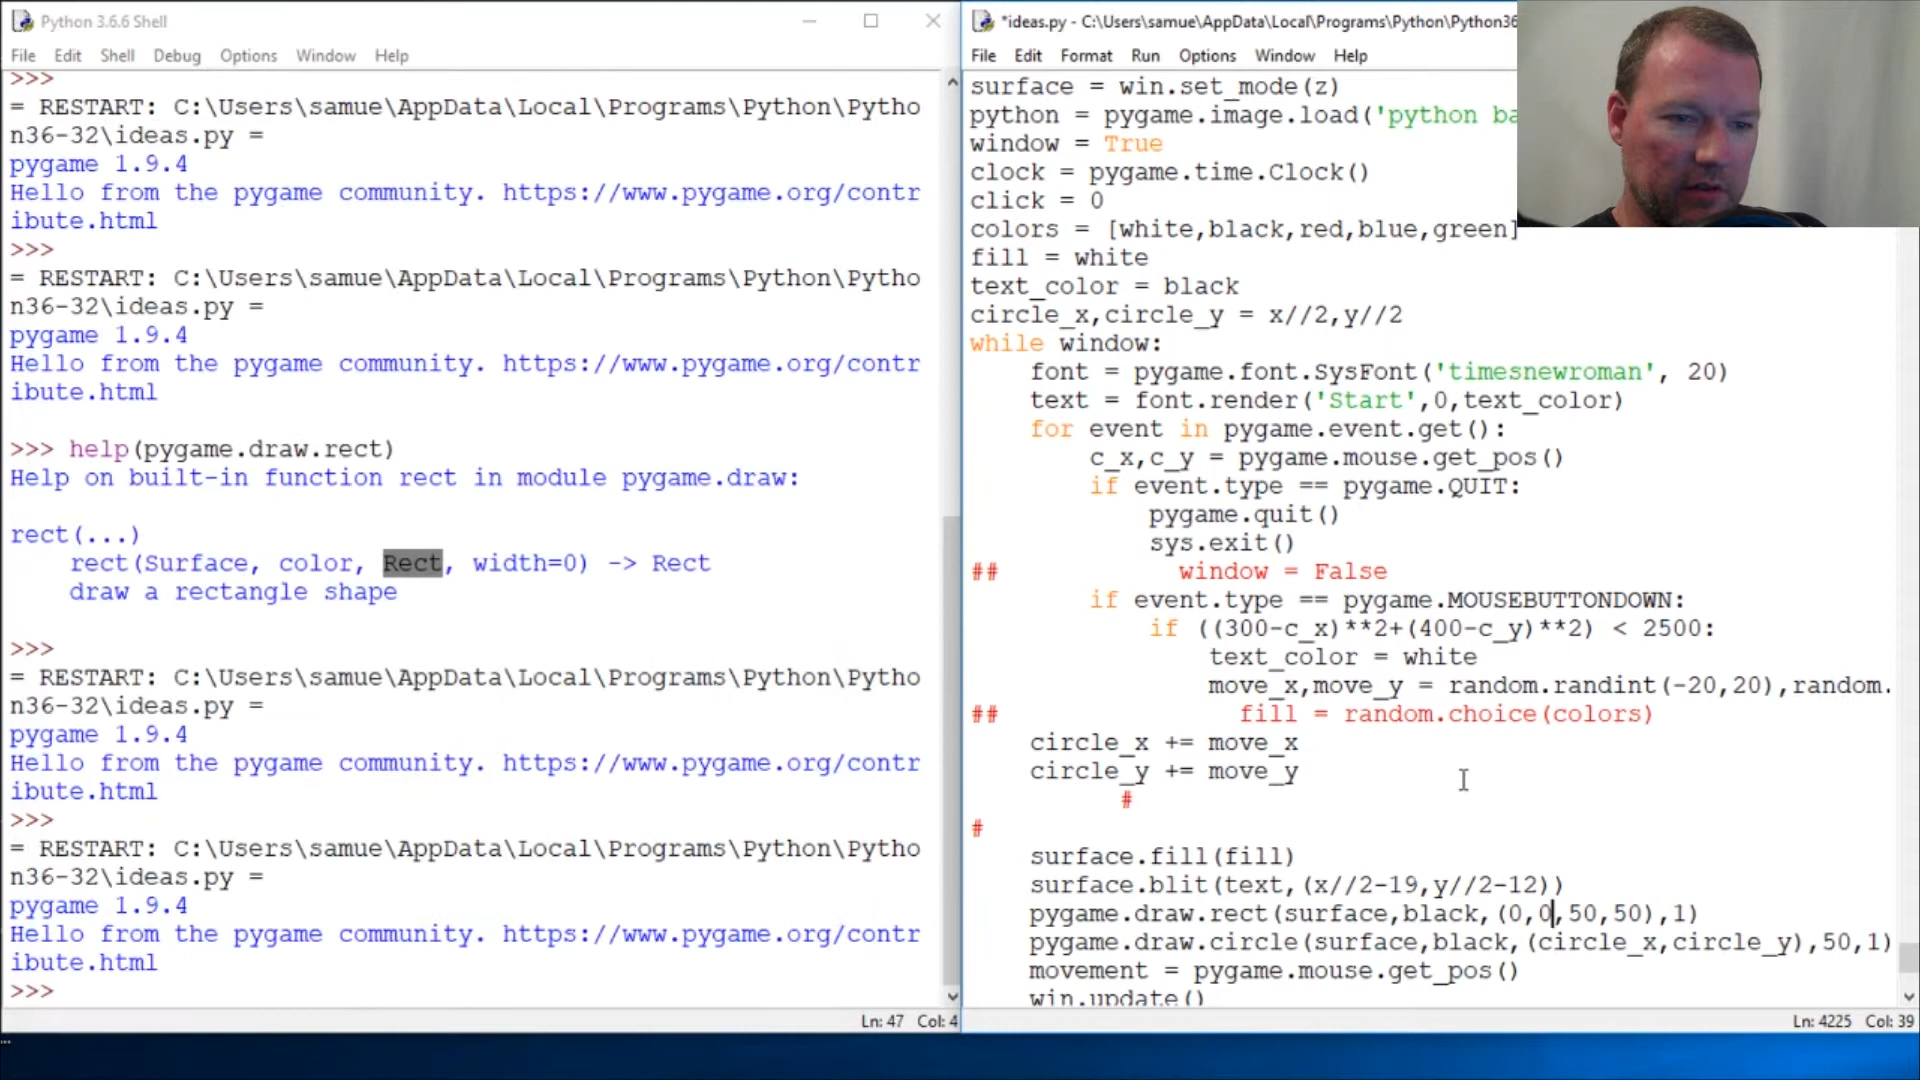 Python 3.6.6 Shell
File Edit Shell Debug Options Window Help
>>>
= RESTART: C:\Users\samue\AppData\Local\Programs\Python\Pytho
n36-32\ideas.py =
pygame 1.9.4
Hello from the pygame community. https://www.pygame.org/contr
ibute.html
>>>
= RESTART: C:\Users\samue\AppData\Local\Programs\Python\Pytho
n36-32\ideas.py =
pygame 1.9.4
Hello from the pygame community. https://www.pygame.org/contr
ibute.html
>>> help(pygame.draw.rect)
Help on built-in function rect in module pygame.draw:
rect(...)
rect(Surface, color, Rect, width=0) -> Rect
draw a rectangle shape
>>>
= RESTART: C:\Users\samue\AppData\Local\Programs\Python\Pytho
n36-32\ideas.py =
pygame 1.9.4
Hello from the pygame community. https://www.pygame.org/contr
ibute.html
>>>
= RESTART: C:\Users\samue\AppData\Local\Programs\Python\Pytho
n36-32\ideas.py =
pygame 1.9.4
Hello from the pygame community. https://www.pygame.org/contr
ibute.html
>>>
Ln: 47 Col: 4
*ideas.py - C:\Users\samue\AppData\Local\Programs\Python\Python36
File Edit Format Run Options Window Help
surface = win.set_mode(z)
python = pygame.image.load('python ba
window = True
clock = pygame.time.Clock()
click = 0
colors = [white,black,red,blue,green]
fill = white
text_color = black
circle_x,circle_y = x//2,y//2
while window:
font = pygame.font.SysFont('timesnewroman', 20)
text = font.render('Start',0,text_color)
for event in pygame.event.get():
c_x,c_y = pygame.mouse.get_pos()
if event.type == pygame.QUIT:
pygame.quit()
sys.exit()
## window = False
if event.type == pygame.MOUSEBUTTONDOWN:
if ((300-c_x)**2+(400-c_y)**2) < 2500:
text_color = white
move_x,move_y = random.randint(-20,20),random.
## fill = random.choice(colors)
circle_x += move_x
circle_y += move_y
#
#
surface.fill(fill)
surface.blit(text,(x//2-19,y//2-12))
pygame.draw.rect(surface,black,(0,0,50,50),1)
pygame.draw.circle(surface,black,(circle_x,circle_y),50,1)
movement = pygame.mouse.get_pos()
win.update()
Ln: 4225 Col: 39